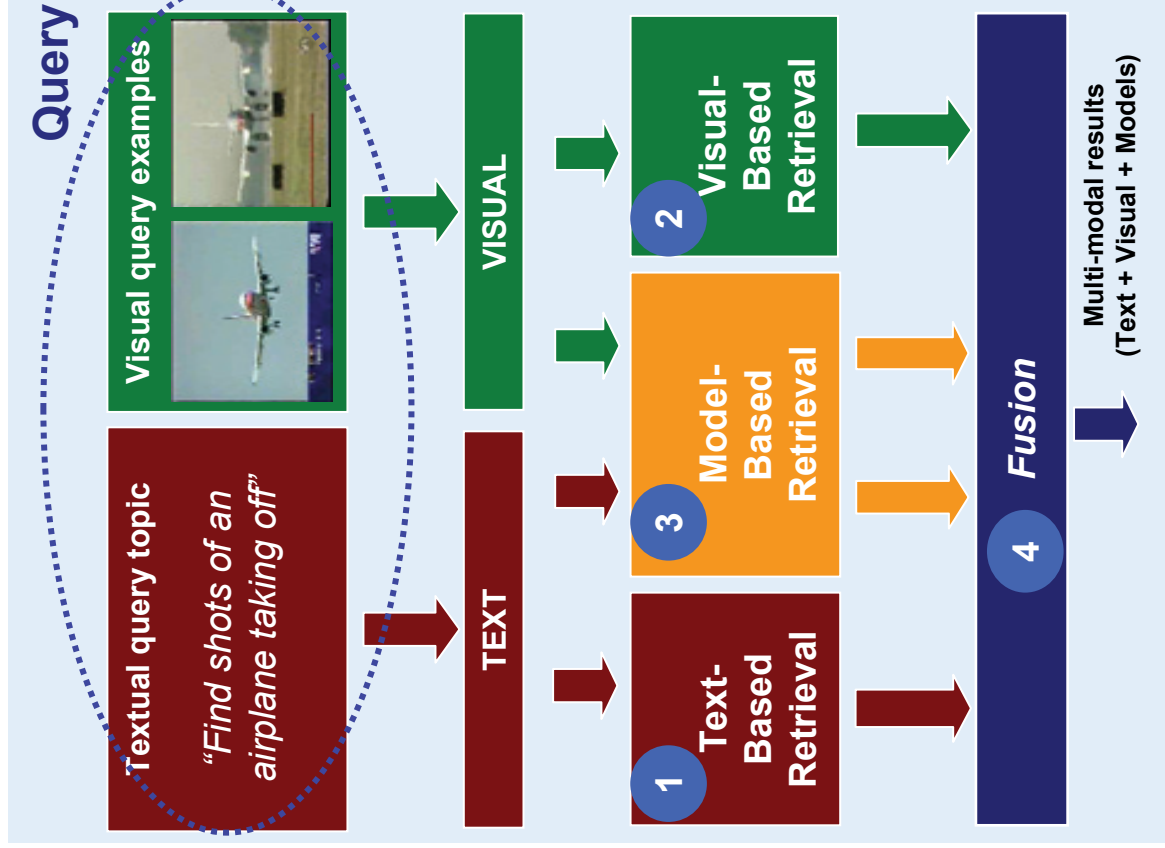 Query
Textual query topic
“Find shots of an
airplane taking off”
Visual query examples
TEXT
VISUAL
1
Text-
Based
Retrieval
3
Model-
Based
Retrieval
2
Visual-
Based
Retrieval
4
Fusion
Multi-modal results
(Text + Visual + Models)